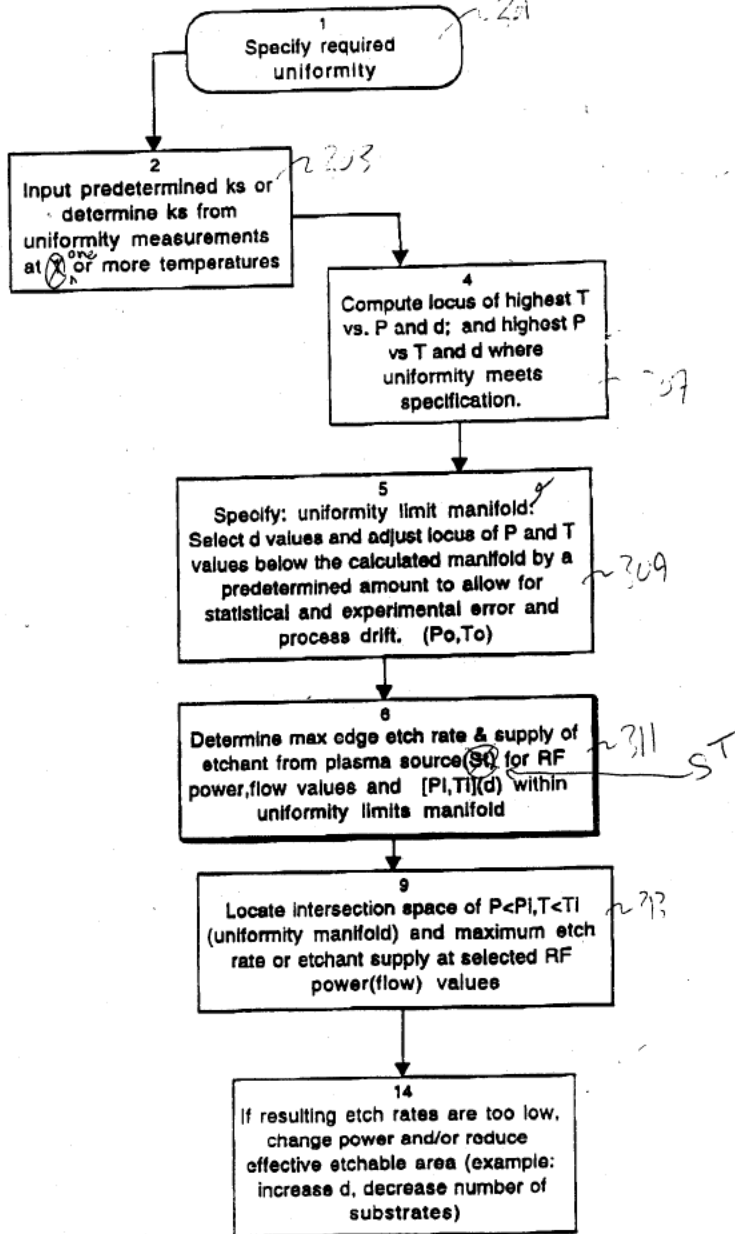 1
Specify required
uniformity
2
Input predetermined ks or
determine ks from
uniformity measurements
at one or more temperatures
303
4
Compute locus of highest T
vs. P and d; and highest P
vs T and d where
uniformity meets
specification.
5
Specify: uniformity limit manifold:
Select d values and adjust locus of P and T
values below the calculated manifold by a
predetermined amount to allow for
statistical and experimental error and
process drift. (Po,To)
309
6
Determine max edge etch rate & supply of
etchant from plasma source(St) for RF
power,flow values and [Pi,Ti](d) within
uniformity limits manifold
311
ST
9
Locate intersection space of P<Pi,T<Ti
(uniformity manifold) and maximum etch
rate or etchant supply at selected RF
power(flow) values
313
14
If resulting etch rates are too low,
change power and/or reduce
effective etchable area (example:
increase d, decrease number of
substrates)